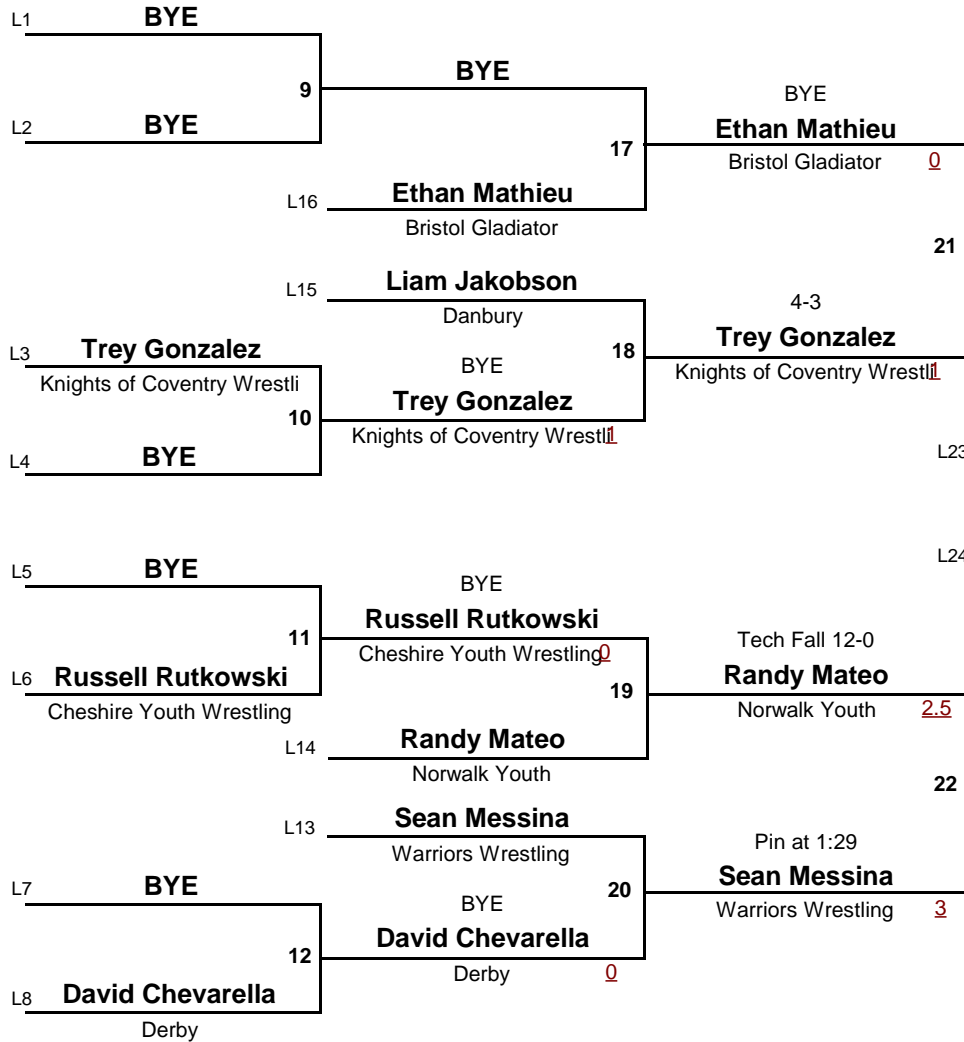 L1 BYE
9
L2 BYE
BYE
17
L16 Ethan Mathieu
Bristol Gladiator
BYE
Ethan Mathieu
Bristol Gladiator 0
21
L15 Liam Jakobson
Danbury
L3 Trey Gonzalez
Knights of Coventry Wrestli
10
L4 BYE
BYE
Trey Gonzalez
Knights of Coventry Wrestli 1
18
4-3
Trey Gonzalez
Knights of Coventry Wrestli 1
L23
L24
L5 BYE
11
L6 Russell Rutkowski
Cheshire Youth Wrestling
BYE
Russell Rutkowski
Cheshire Youth Wrestling 0
19
L14 Randy Mateo
Norwalk Youth
Tech Fall 12-0
Randy Mateo
Norwalk Youth 2.5
22
L13 Sean Messina
Warriors Wrestling
L7 BYE
12
L8 David Chevarella
Derby
BYE
David Chevarella
Derby 0
20
Pin at 1:29
Sean Messina
Warriors Wrestling 3